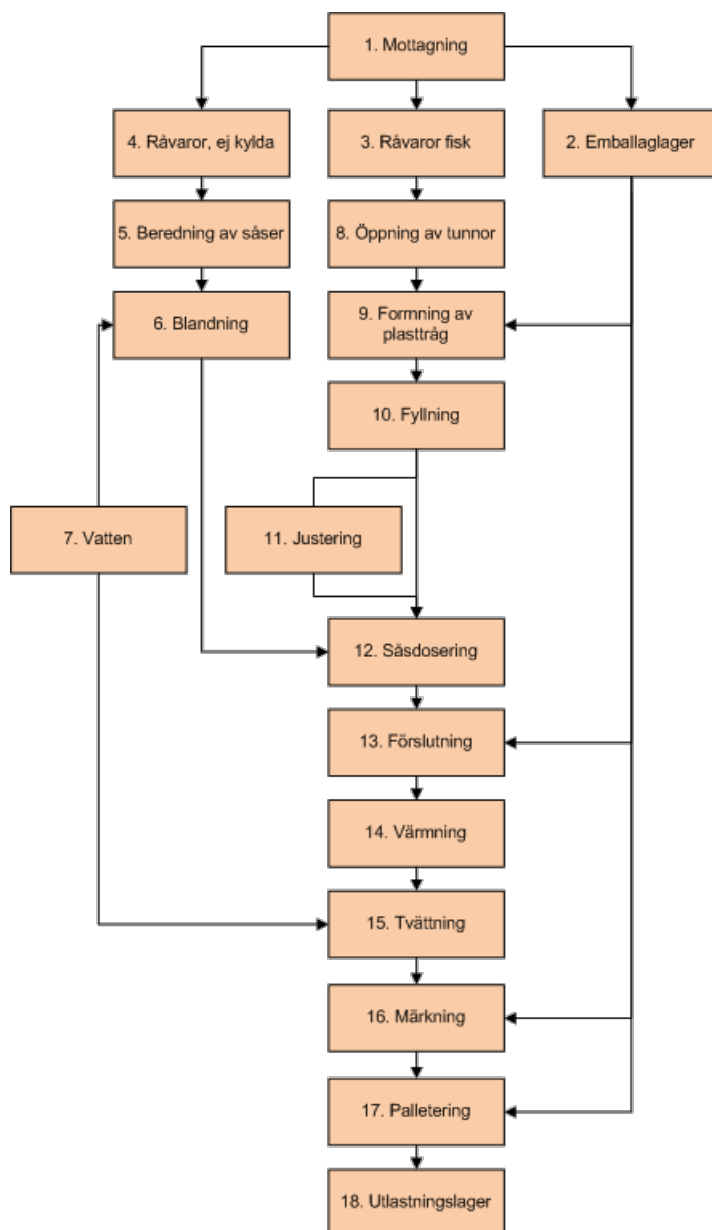 1. Mottagning
4. Råvaror, ej kylda
3. Råvaror fisk
2. Emballaglager
5. Beredning av såser
8. Öppning av tunnor
6. Blandning
9. Formning av
plasttråg
10. Fyllning
7. Vatten
11. Justering
12. Såsdosering
13. Förslutning
14. Värmning
15. Tvättning
16. Märkning
17. Palletering
18. Utlastningslager